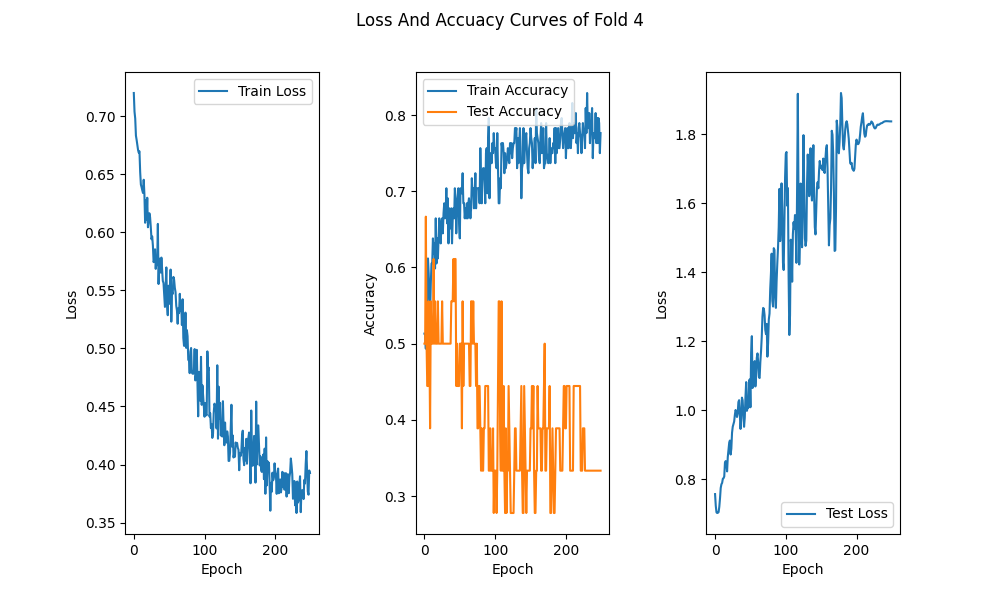 Loss And Accuacy Curves of Fold 4
Train Loss
0.70
0.65
0.60
0.55
0.50
0.45
0.40
0.35
Loss
0
100
200
Epoch
Train Accuracy
Test Accuracy
0.8
0.7
0.6
0.5
0.4
0.3
Accuracy
0
100
200
Epoch
1.8
1.6
1.4
1.2
1.0
0.8
Loss
Test Loss
0
100
200
Epoch